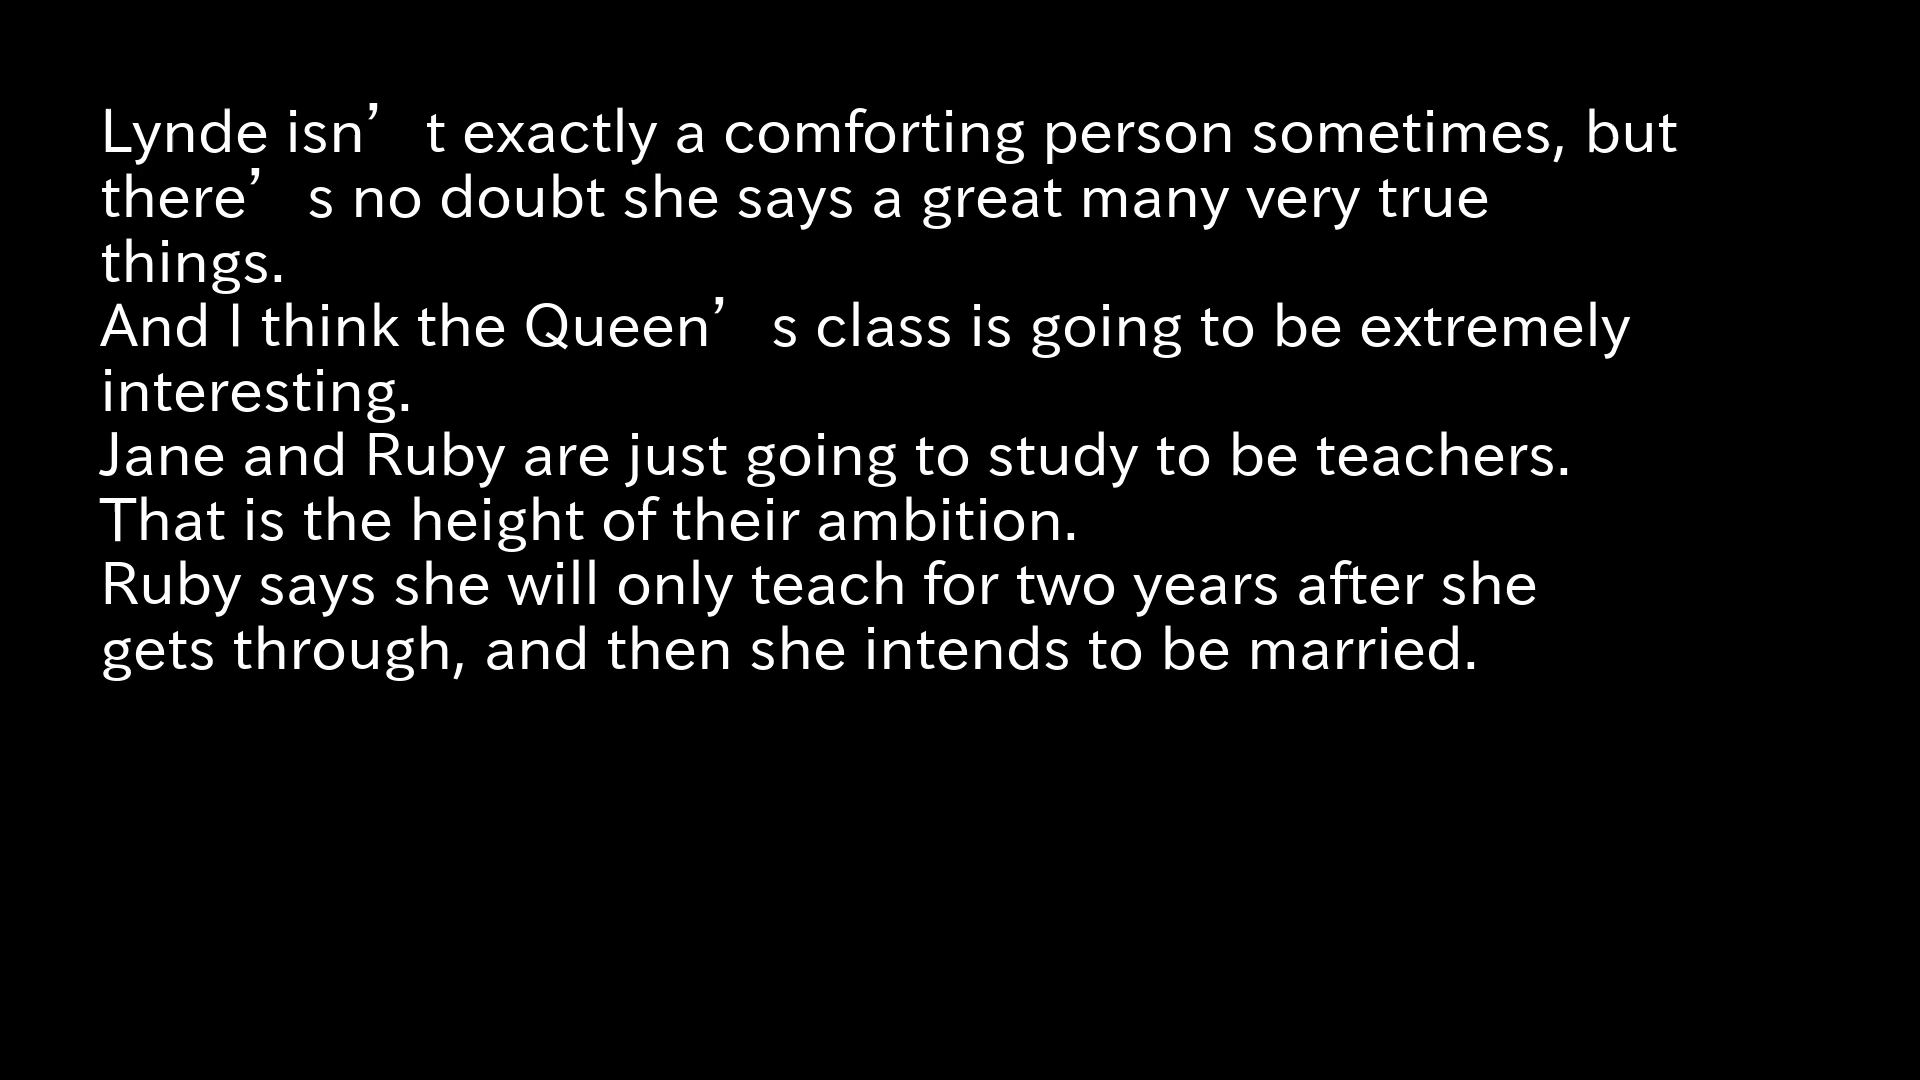 Lynde isn’t exactly a comforting person sometimes, but
there’s no doubt she says a great many very true
things.
And I think the Queen’s class is going to be extremely
interesting.
Jane and Ruby are just going to study to be teachers.
That is the height of their ambition.
Ruby says she will only teach for two years after she
gets through, and then she intends to be married.